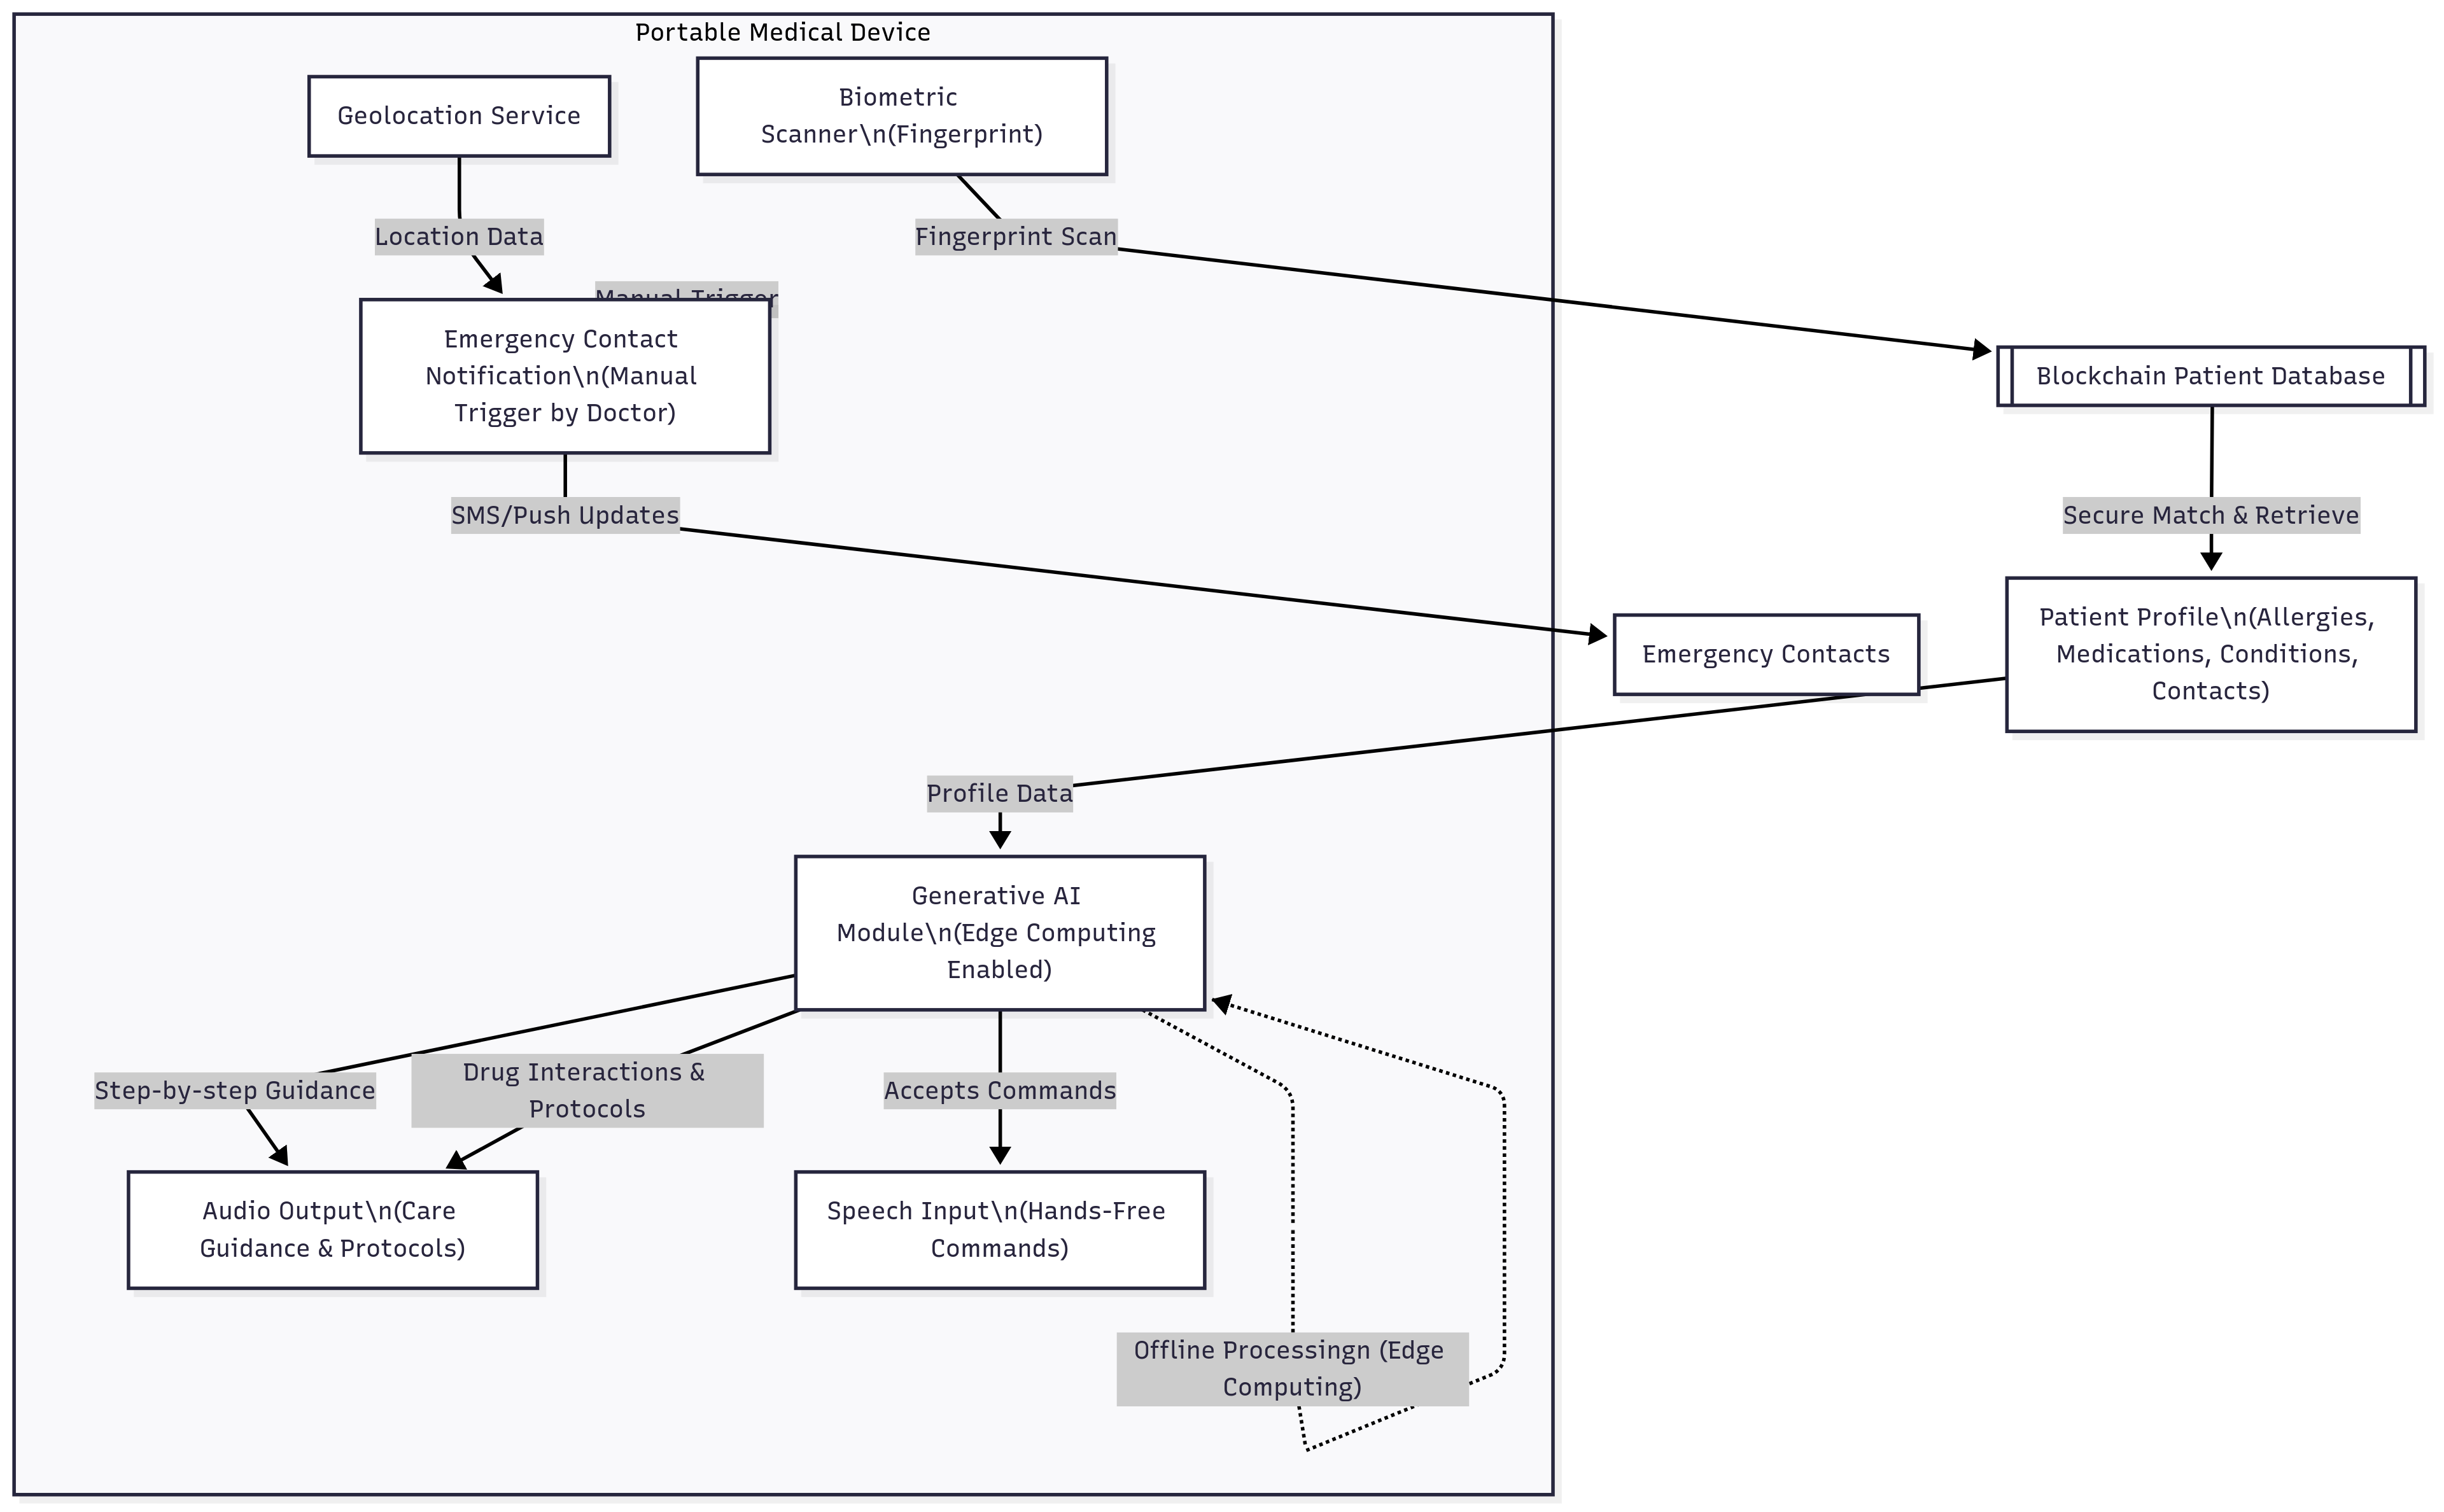 Portable Medical Device
Geolocation Service
Biometric
Scanner\n(Fingerprint)
Location Data
Fingerprint Scan
Manual Trigger
Emergency Contact
Notification\n(Manual
Trigger by Doctor)
Blockchain Patient Database
SMS/Push Updates
Secure Match & Retrieve
Emergency Contacts
Patient Profile\n(Allergies,
Medications, Conditions,
Contacts)
Profile Data
Generative AI
Module\n(Edge Computing
Enabled)
Step-by-step Guidance
Drug Interactions &
Protocols
Accepts Commands
Audio Output\n(Care
Guidance & Protocols)
Speech Input\n(Hands-Free
Commands)
Offline Processingn (Edge
Computing)